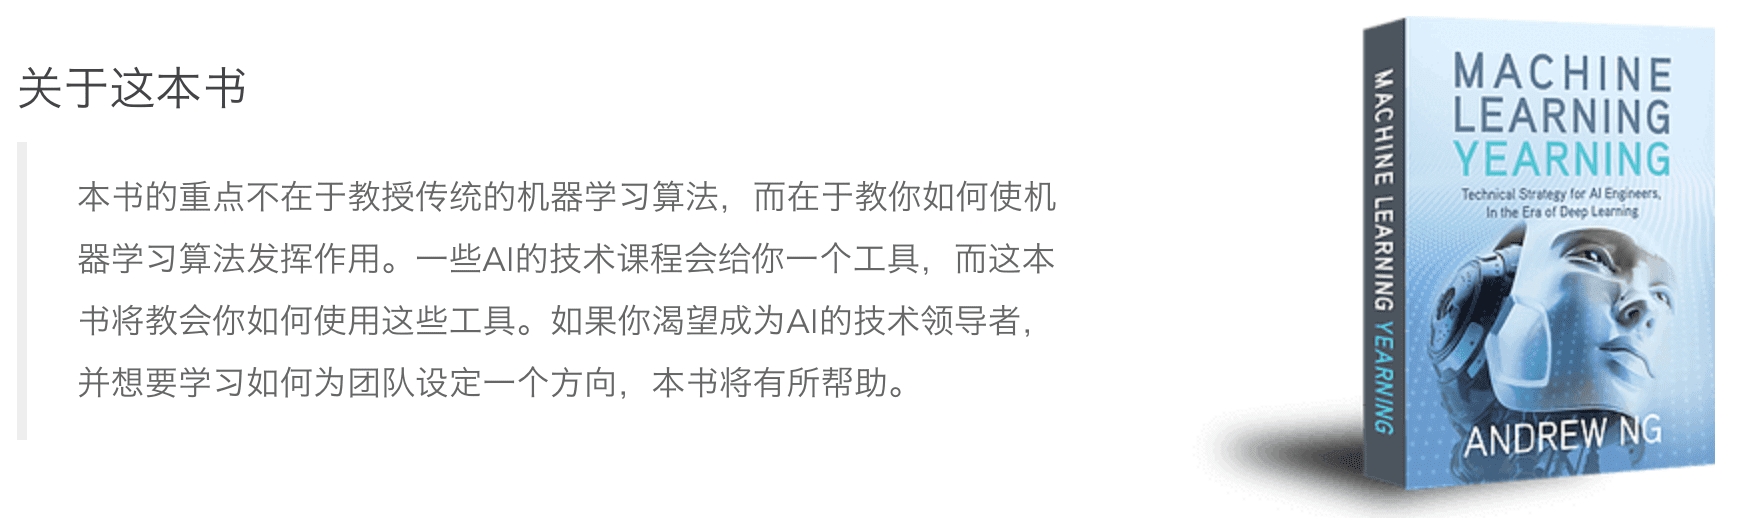 关于这本书
本书的重点不在于教授传统的机器学习算法，而在于教你如何使机
器学习算法发挥作用。一些AI的技术课程会给你一个工具，而这本
书将教会你如何使用这些工具。如果你渴望成为AI的技术领导者，
并想要学习如何为团队设定一个方向，本书将有所帮助。
MACHINE LEARNING YEARNING
MACHINE
LEARNING
YEARNING
Technical Strategy for AI Engineers,
In the Era of Deep Learning
ANDREW NG